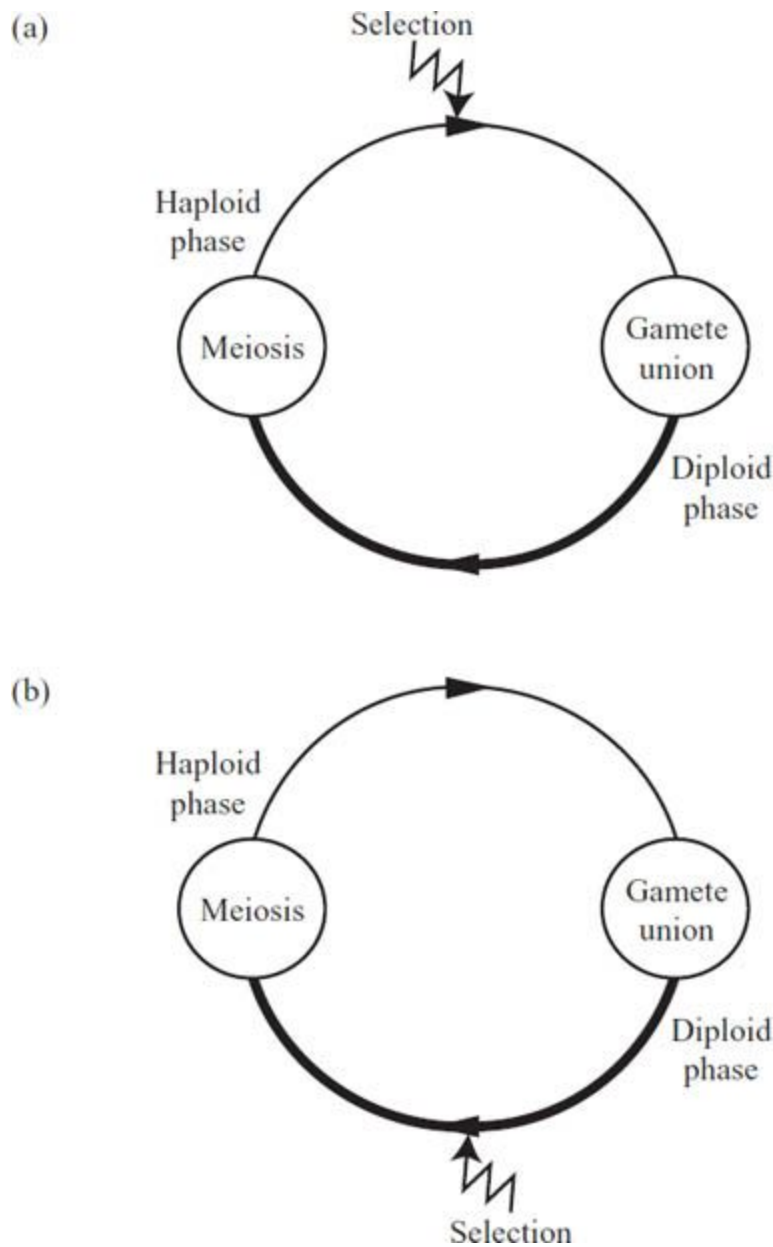 (a)
Selection
Haploid
phase
Meiosis
Gamete
union
Diploid
phase
(b)
Haploid
phase
Meiosis
Gamete
union
Diploid
phase
Selection